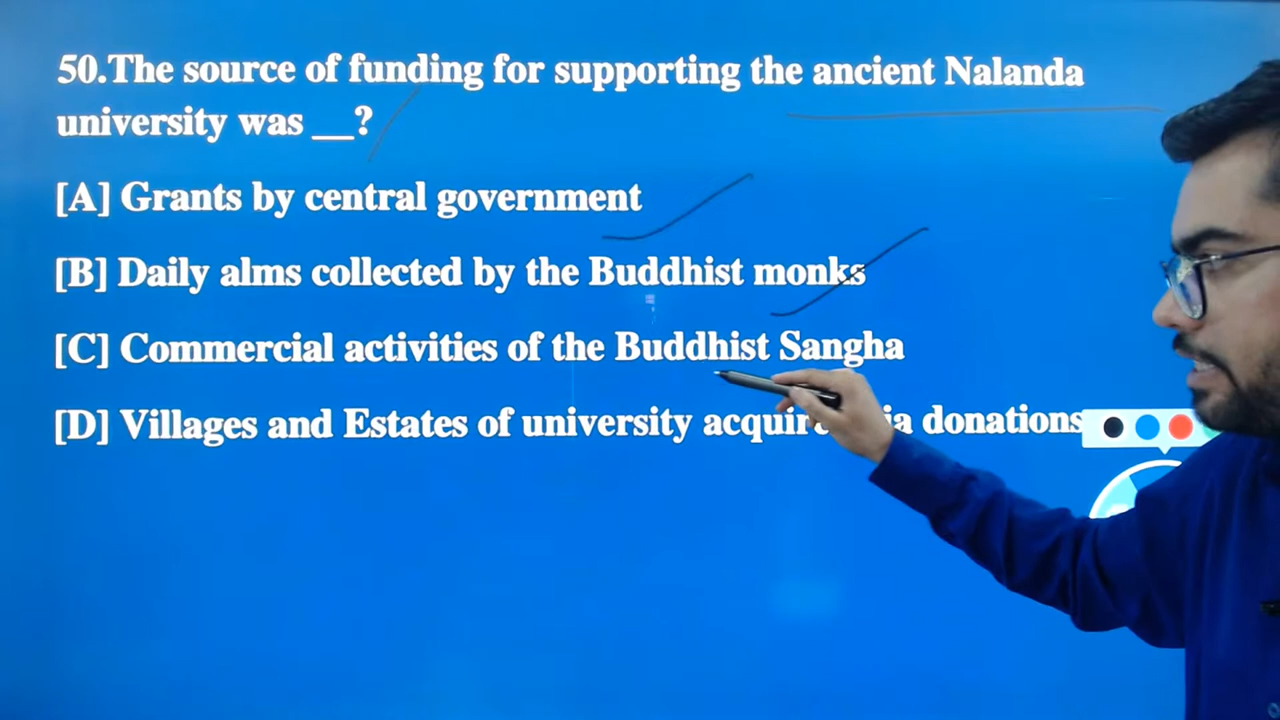 50.The source of funding for supporting the ancient Nalanda
university was __?
[A] Grants by central government
[B] Daily alms collected by the Buddhist monks
[C] Commercial activities of the Buddhist Sangha
[D] Villages and Estates of university donations